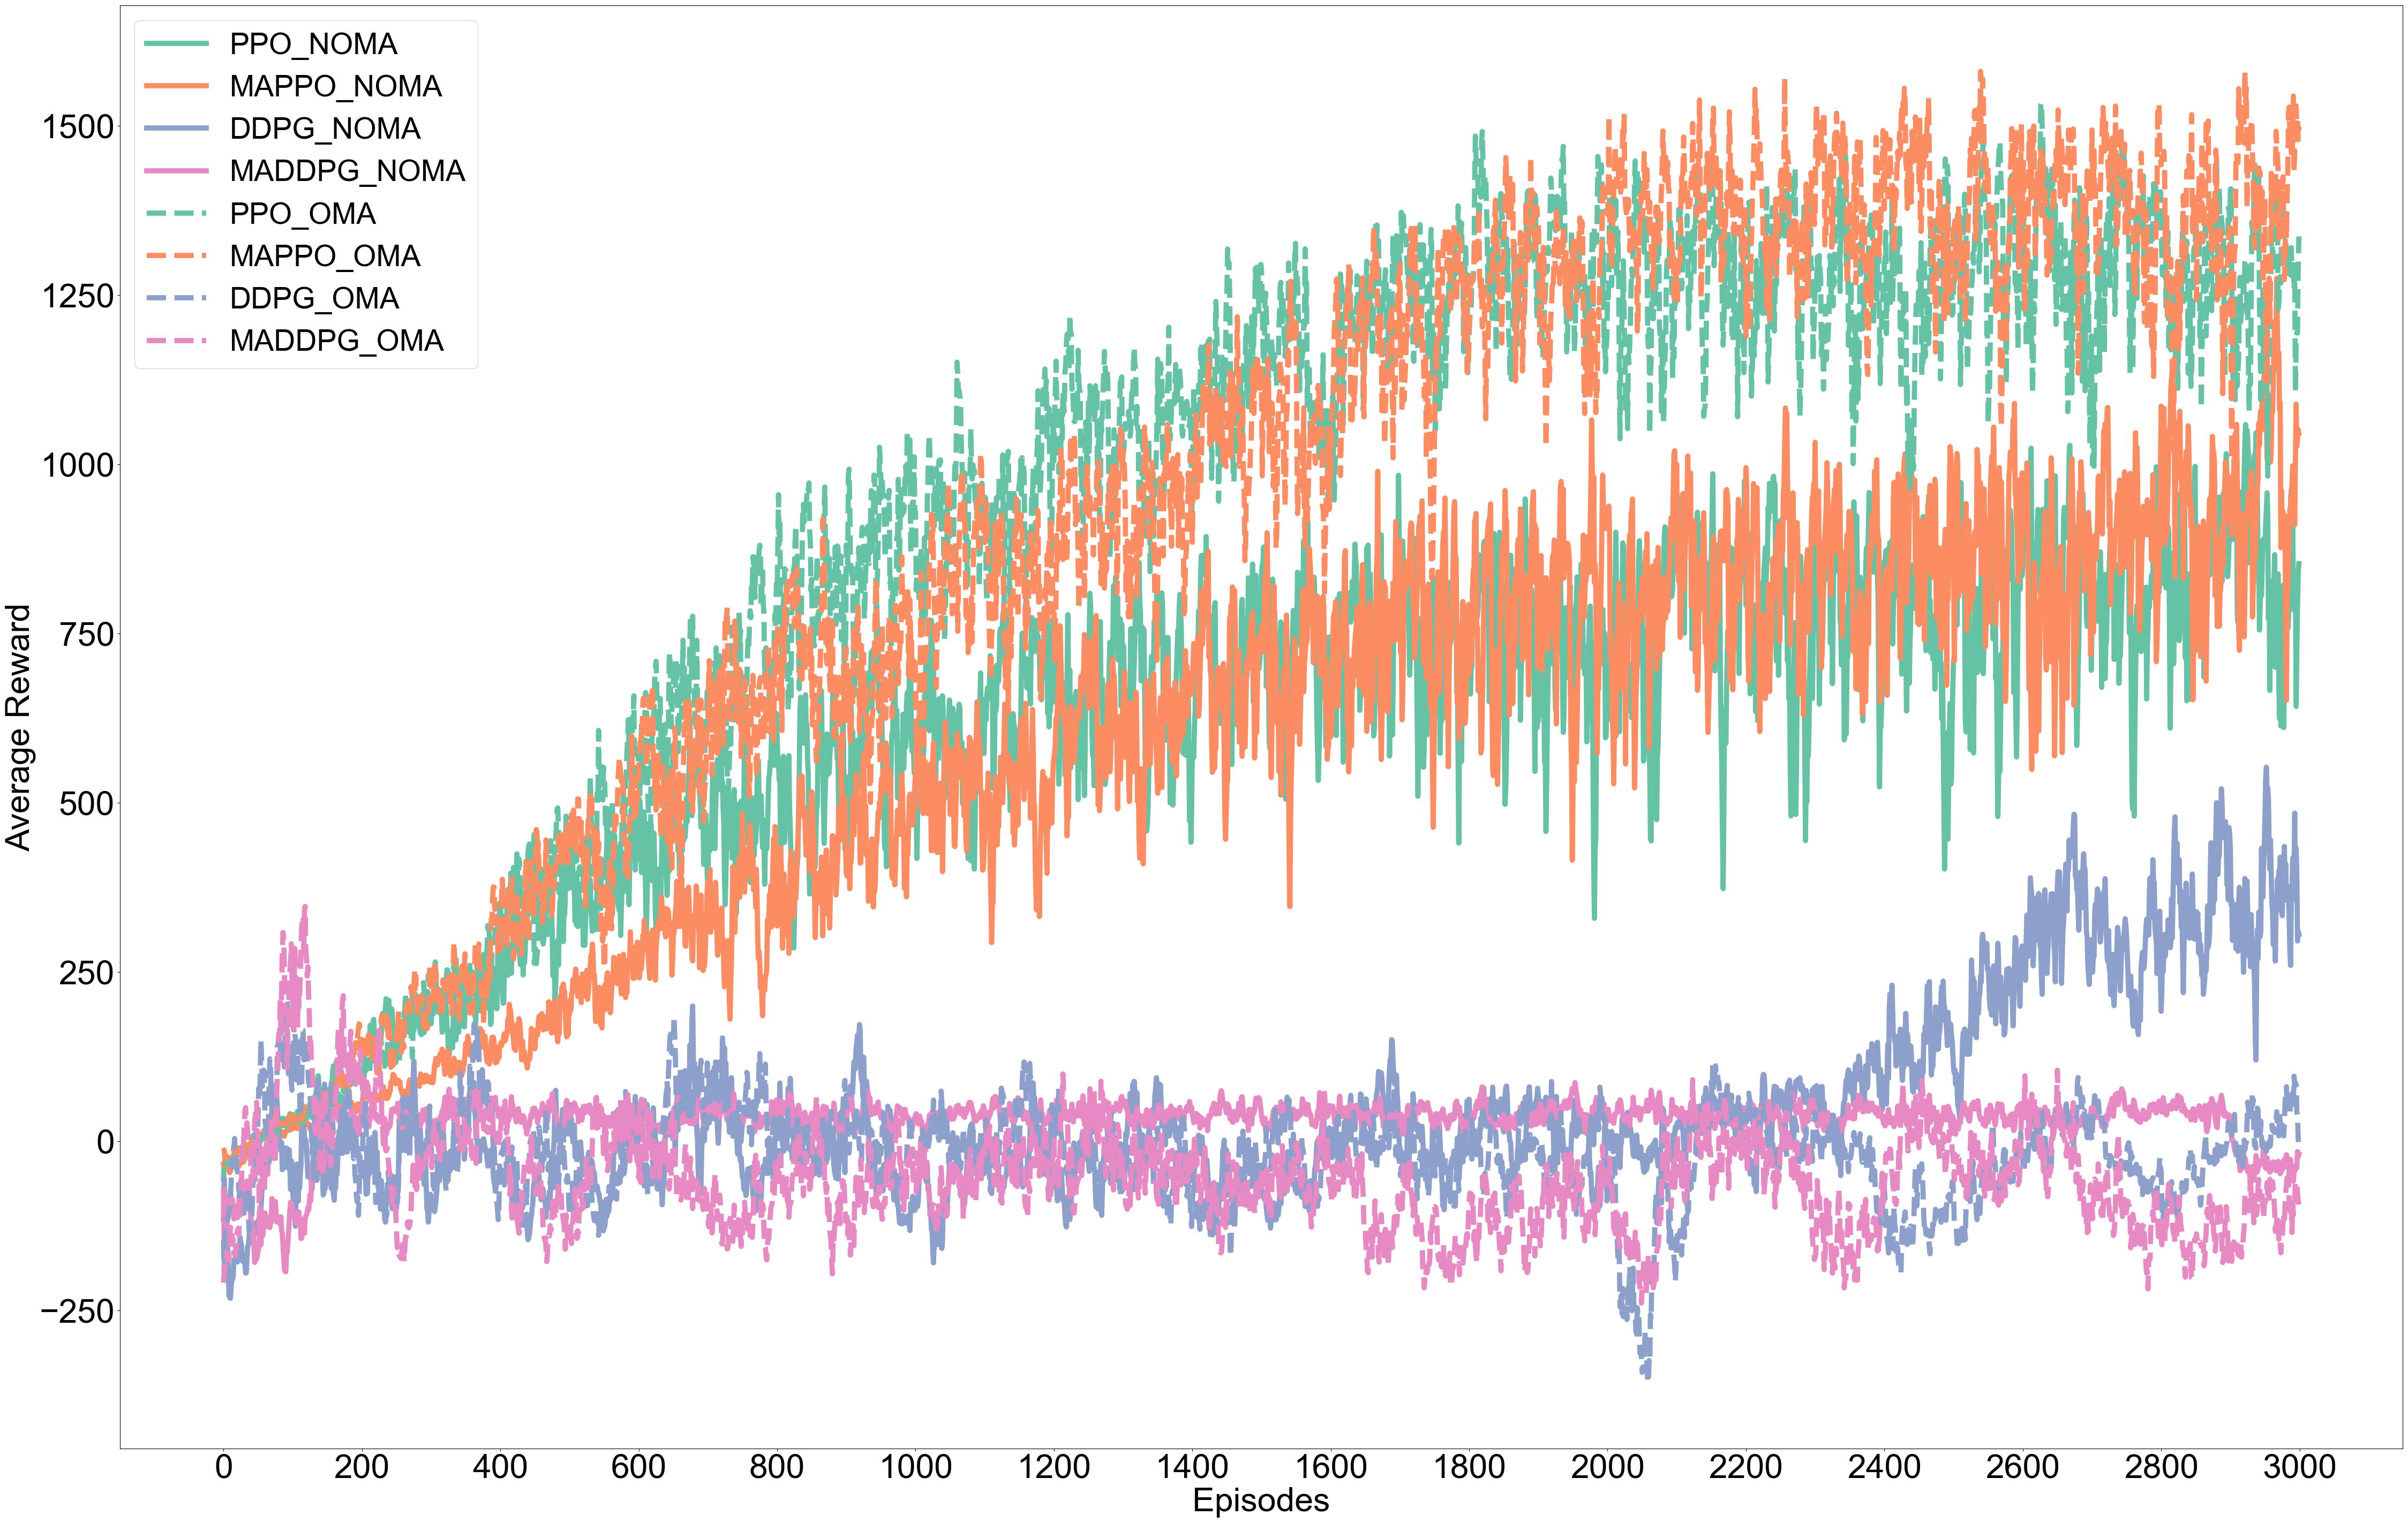 PPO_NOMA
MAPPO_NOMA
DDPG_NOMA
MADDPG_NOMA
PPO_OMA
MAPPO_OMA
DDPG_OMA
MADDPG_OMA
Average Reward
1500
1250
1000
750
500
250
0
−250
0 200 400 600 800 1000 1200 1400 1600 1800 2000 2200 2400 2600 2800 3000
Episodes